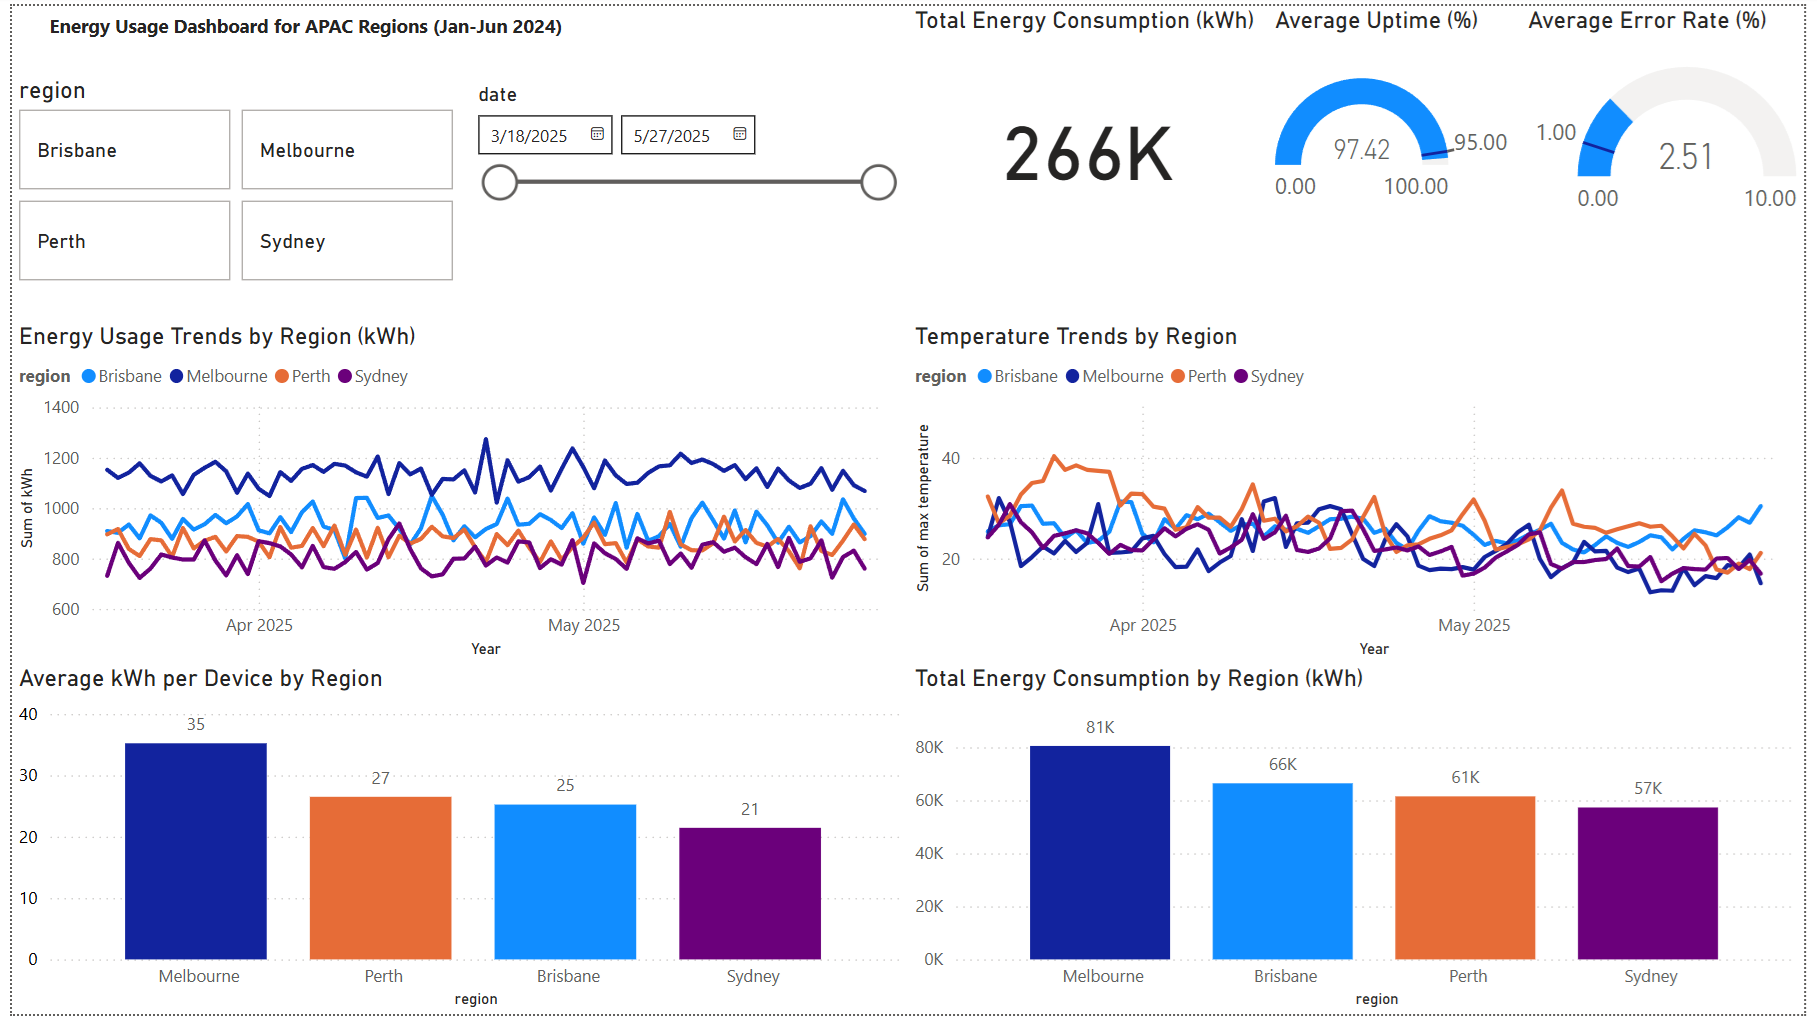 Energy Usage Dashboard for APAC Regions (Jan-Jun 2024)
Total Energy Consumption (kWh)
266K
Average Uptime (%)
97.42
95.00
0.00
100.00
Average Error Rate (%)
1.00
2.51
0.00
10.00
region
Brisbane
Melbourne
Perth
Sydney
date
3/18/2025
5/27/2025
Energy Usage Trends by Region (kWh)
region Brisbane Melbourne Perth Sydney
Sum of kWh
1400
1200
1000
800
600
Apr 2025
May 2025
Year
Temperature Trends by Region
region Brisbane Melbourne Perth Sydney
Sum of max temperature
40
20
Apr 2025
May 2025
Year
Average kWh per Device by Region
40
30
20
10
0
35
27
25
21
Melbourne
Perth
Brisbane
Sydney
region
Total Energy Consumption by Region (kWh)
80K
60K
40K
20K
0K
81K
66K
61K
57K
Melbourne
Brisbane
Perth
Sydney
region